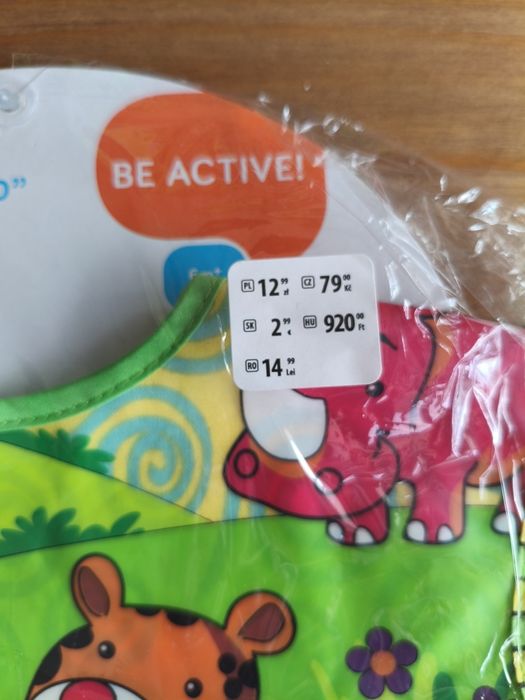 BE ACTIVE!
6m+
PL 12 99 zł CZ 79 00 Kč
SK 2 99 € HU 920 00 Ft
RO 14 99 Lei